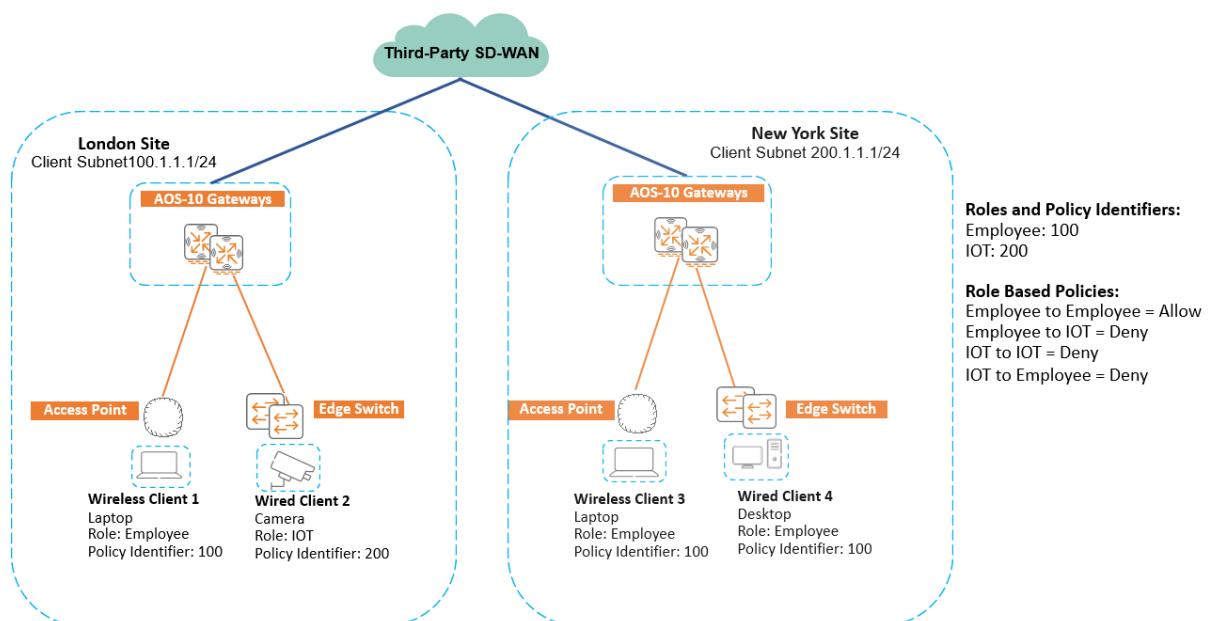 Third-Party SD-WAN
London Site
Client Subnet100.1.1.1/24
AOS-10 Gateways
Access Point
Edge Switch
Wireless Client 1
Laptop
Role: Employee
Policy Identifier: 100
Wired Client 2
Camera
Role: IOT
Policy Identifier: 200
New York Site
Client Subnet 200.1.1.1/24
AOS-10 Gateways
Access Point
Edge Switch
Wireless Client 3
Laptop
Role: Employee
Policy Identifier: 100
Wired Client 4
Desktop
Role: Employee
Policy Identifier: 100
Roles and Policy Identifiers:
Employee: 100
IOT: 200
Role Based Policies:
Employee to Employee = Allow
Employee to IOT = Deny
IOT to IOT = Deny
IOT to Employee = Deny